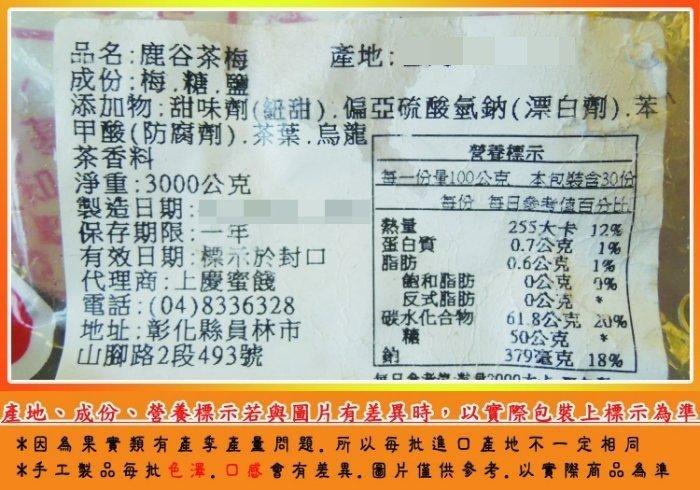 品名:鹿谷茶梅 產地:
成份:梅.糖.鹽
添加物:甜味劑(紐甜).偏亞硫酸氫鈉(漂白劑).苯
甲酸(防腐劑).茶葉.烏龍
茶香料
淨重:3000公克
製造日期:
保存期限:一年
有效日期:標示於封口
代理商:上慶蜜餞
電話:(04)8336328
地址:彰化縣員林市
山腳路2段493號
營養標示
每一份量100公克 本包裝含30份
每份 每日參考值百分比
熱量 255大卡 12%
蛋白質 0.7公克 1%
脂肪 0.6公克 1%
飽和脂肪 0公克 0%
反式脂肪 0公克 *
碳水化合物 61.8公克 20%
糖 50公克 *
鈉 379毫克 18%
產地、成份、營養標示若與圖片有差異時,以實際包裝上標示為準
*因為果實類有產季產量問題.所以每批進口產地不一定相同
*手工製品每批色澤.口感會有差異.圖片僅供參考.以實際商品為準